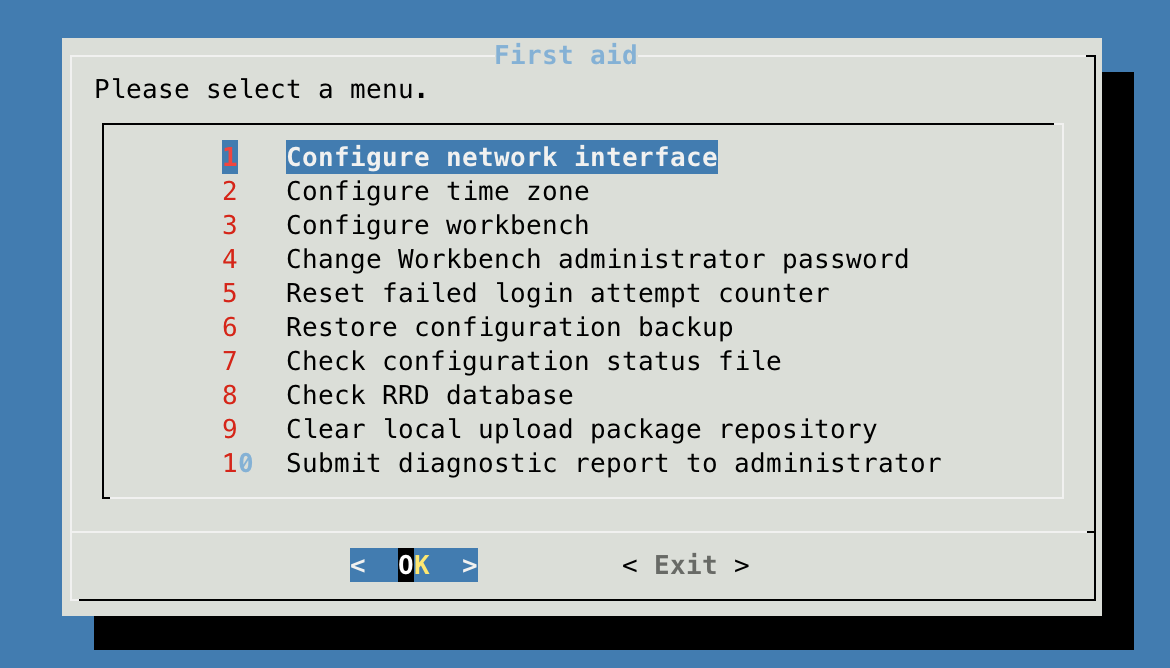 First aid
Please select a menu.
1 Configure network interface
2 Configure time zone
3 Configure workbench
4 Change Workbench administrator password
5 Reset failed login attempt counter
6 Restore configuration backup
7 Check configuration status file
8 Check RRD database
9 Clear local upload package repository
10 Submit diagnostic report to administrator
< OK > < Exit >